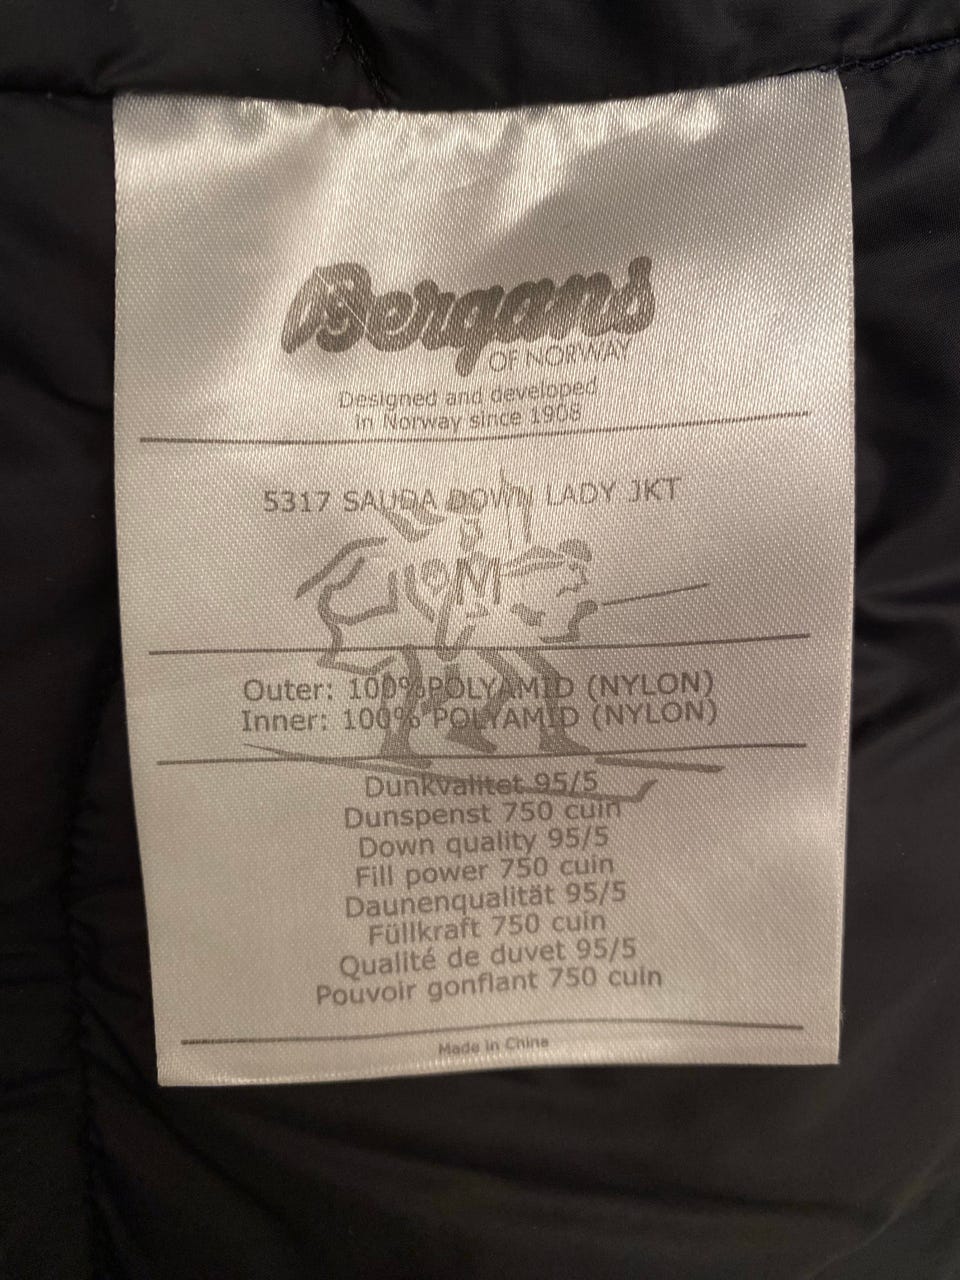 Bergans
OF NORWAY
Designed and developed
in Norway since 1908
5317 SAUDA DOWN LADY JKT
M
Outer: 100%POLYAMID (NYLON)
Inner: 100% POLYAMID (NYLON)
Dunkvalitet 95/5
Dunspenst 750 cuin
Down quality 95/5
Fill power 750 cuin
Daunenqualität 95/5
Füllkraft 750 cuin
Qualité de duvet 95/5
Pouvoir gonflant 750 cuin
Made in China